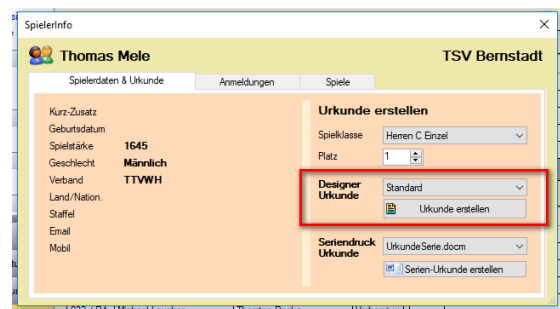 SpielerInfo
Thomas Mele
TSV Bernstadt
Spielerdaten & Urkunde
Anmeldungen
Spiele
Kurz-Zusatz
Geburtsdatum
Spielstärke 1645
Geschlecht Männlich
Verband TTVWH
Land/Nation.
Staffel
Email
Mobil
Urkunde erstellen
Spielklasse Herren C Einzel
Platz 1
Designer Urkunde Standard
Urkunde erstellen
Seriendruck Urkunde UrkundeSerie.docm
Serien-Urkunde erstellen